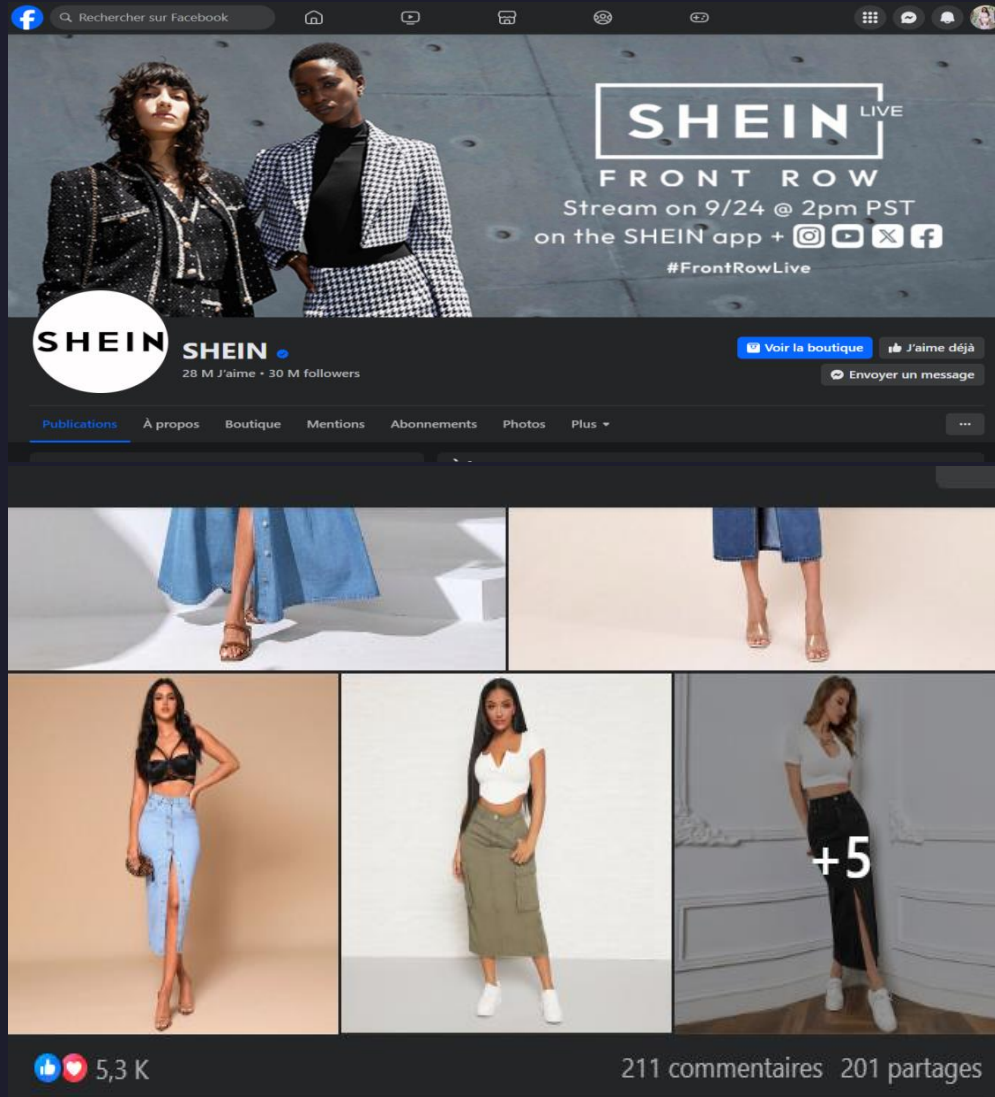 Rechercher sur Facebook
SHEIN LIVE
FRONT ROW
Stream on 9/24 @ 2pm PST
on the SHEIN app +
#FrontRowLive
SHEIN
SHEIN
28 M J'aime • 30 M followers
Voir la boutique
J'aime déjà
Envoyer un message
Publications À propos Boutique Mentions Abonnements Photos Plus
+5
5,3 K 211 commentaires 201 partages